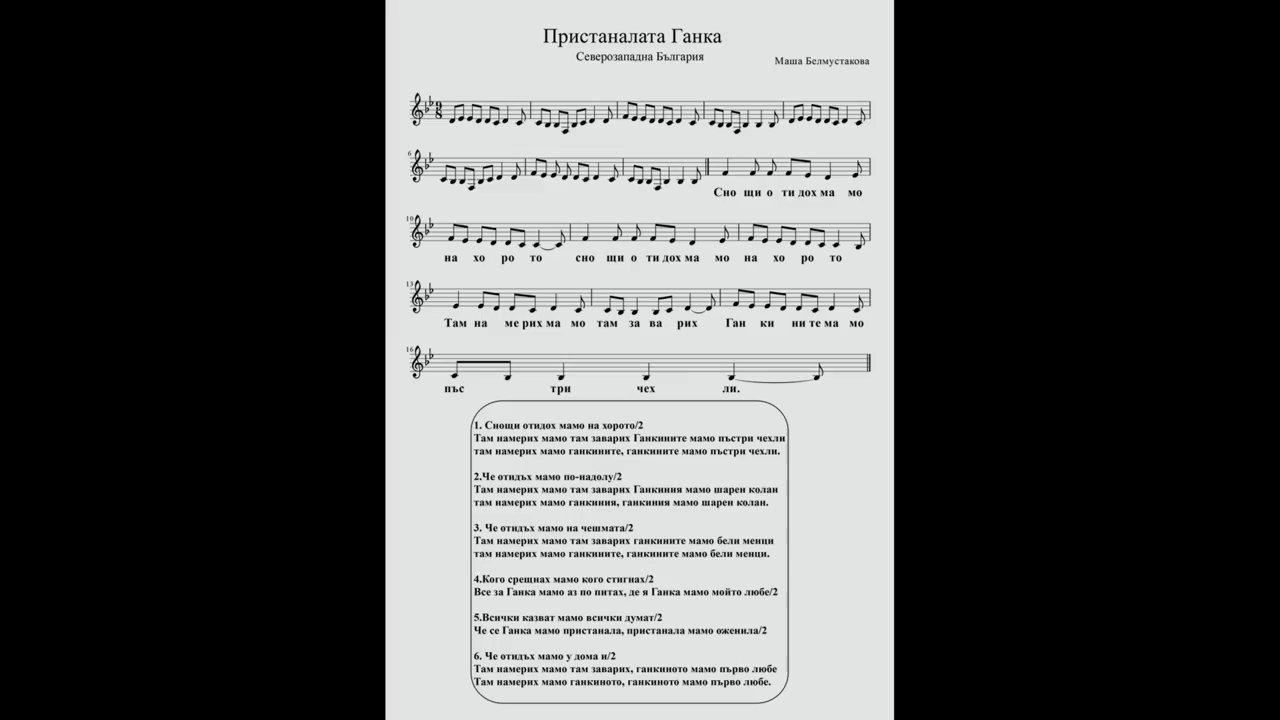 Пристаналата Ганка
Северозападна България
Маша Белмустакова
9
8
6
Сно щи о ти дох ма мо
10
на хо ро то сно щи о ти дох ма мо на хо ро то
13
Там на ме рих ма мо там за ва рих Ган ки ни те ма мо
16
пъс три чех ли.
1. Снощи отидох мамо на хорото/2
Там намерих мамо там заварих Ганкините мамо пъстри чехли
там намерих мамо ганкините, ганкините мамо пъстри чехли.
2.Че отидъх мамо по-надолу/2
Там намерих мамо там заварих Ганкиния мамо шарен колан
там намерих мамо ганкиния, ганкиния мамо шарен колан.
3. Че отидъх мамо на чешмата/2
Там намерих мамо там заварих ганкините мамо бели менци
там намерих мамо ганкините, ганкините мамо бели менци.
4.Кого срещнах мамо кого стигнах/2
Все за Ганка мамо аз по питах, де я Ганка мамо мойто любе/2
5.Всички казват мамо всички думат/2
Че се Ганка мамо пристанала, пристанала мамо оженила/2
6. Че отидъх мамо у дома и/2
Там намерих мамо там заварих, ганкиното мамо първо любе
Там намерих мамо ганкиното, ганкиното мамо първо любе.